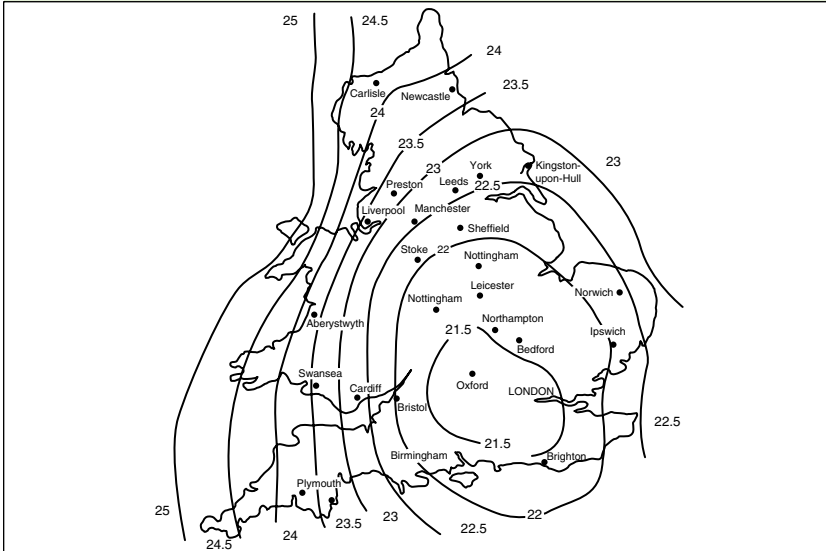 25
24.5
24
Carlisle
Newcastle
23.5
24
23.5
23
23
York
Kingston-
upon-Hull
Leeds
22.5
Preston
Liverpool
Manchester
Sheffield
Stoke
22
Nottingham
Leicester
Norwich
Nottingham
Northampton
Aberystwyth
21.5
Ipswich
Bedford
Swansea
Oxford
Cardiff
LONDON
Bristol
22.5
21.5
Birmingham
Brighton
Plymouth
25
24.5
24
23.5
23
22.5
22